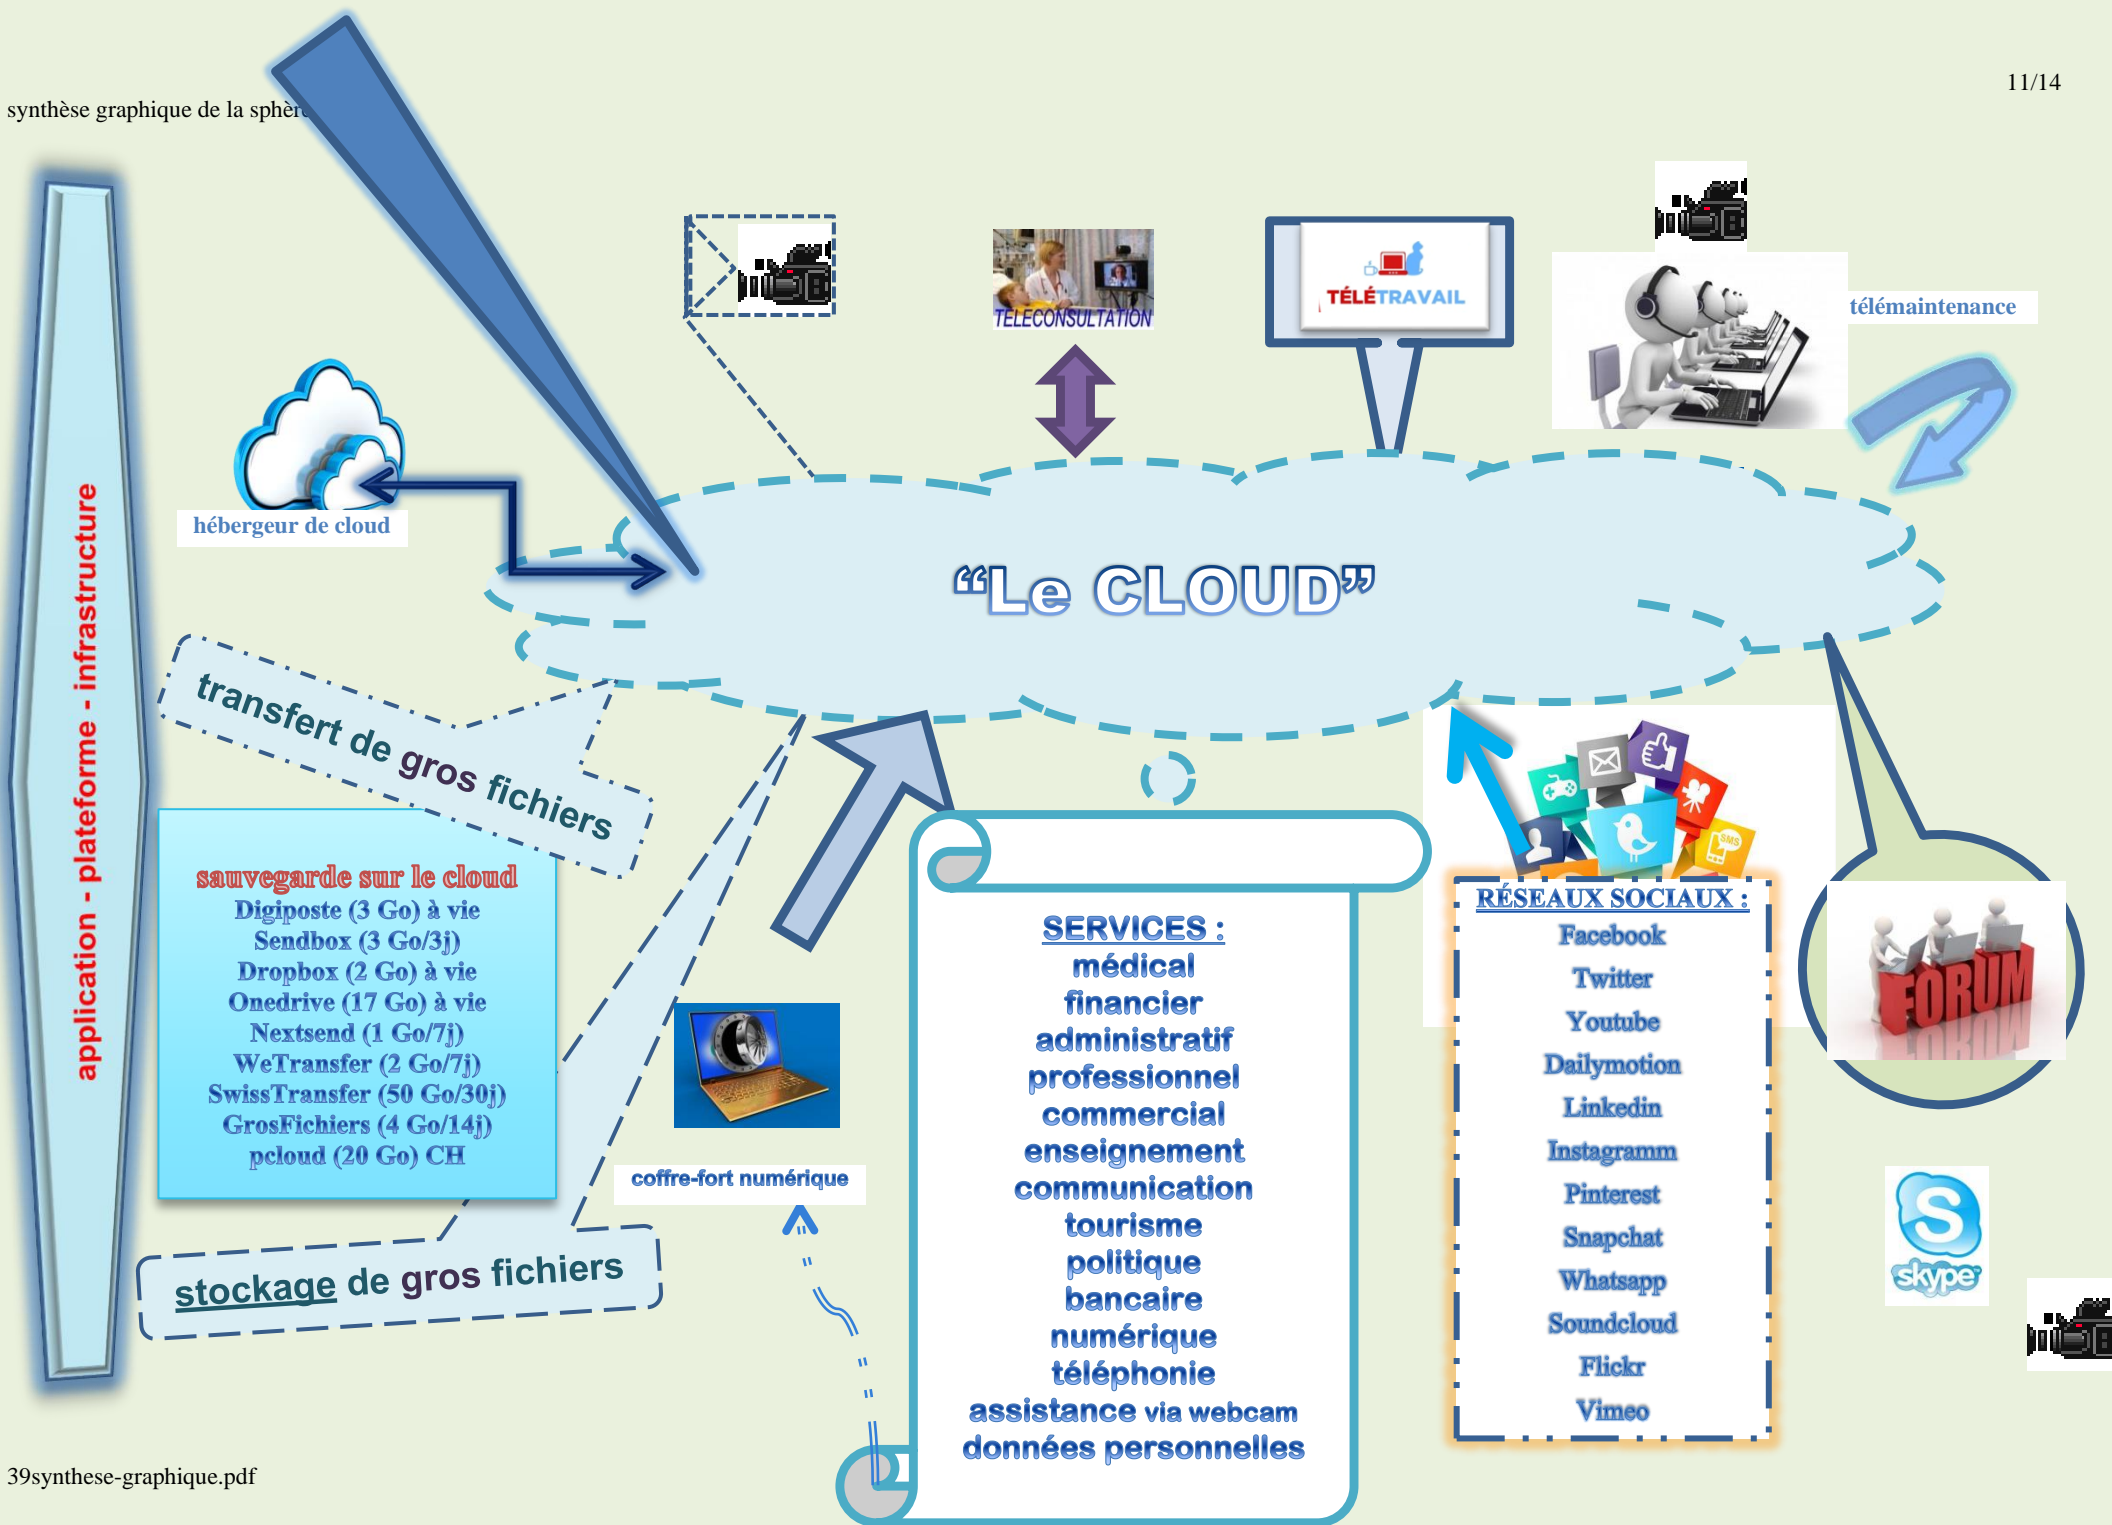 11/14
synthèse graphique de la sphère
TÉLÉCONSULTATION
TÉLÉTRAVAIL
télémaintenance
hébergeur de cloud
“Le CLOUD”
application - plateforme - infrastructure
transfert de gros fichiers
sauvegarde sur le cloud
Digiposte (3 Go) à vie
Sendbox (3 Go/3j)
Dropbox (2 Go) à vie
Onedrive (17 Go) à vie
Nextsend (1 Go/7j)
WeTransfer (2 Go/7j)
SwissTransfer (50 Go/30j)
GrosFichiers (4 Go/14j)
pcloud (20 Go) CH
stockage de gros fichiers
coffre-fort numérique
SERVICES :
médical
financier
administratif
professionnel
commercial
enseignement
communication
tourisme
politique
bancaire
numérique
téléphonie
assistance via webcam
données personnelles
SMS
RÉSEAUX SOCIAUX :
Facebook
Twitter
Youtube
Dailymotion
Linkedin
Instagramm
Pinterest
Snapchat
Whatsapp
Soundcloud
Flickr
Vimeo
FORUM
skype
39synthese-graphique.pdf